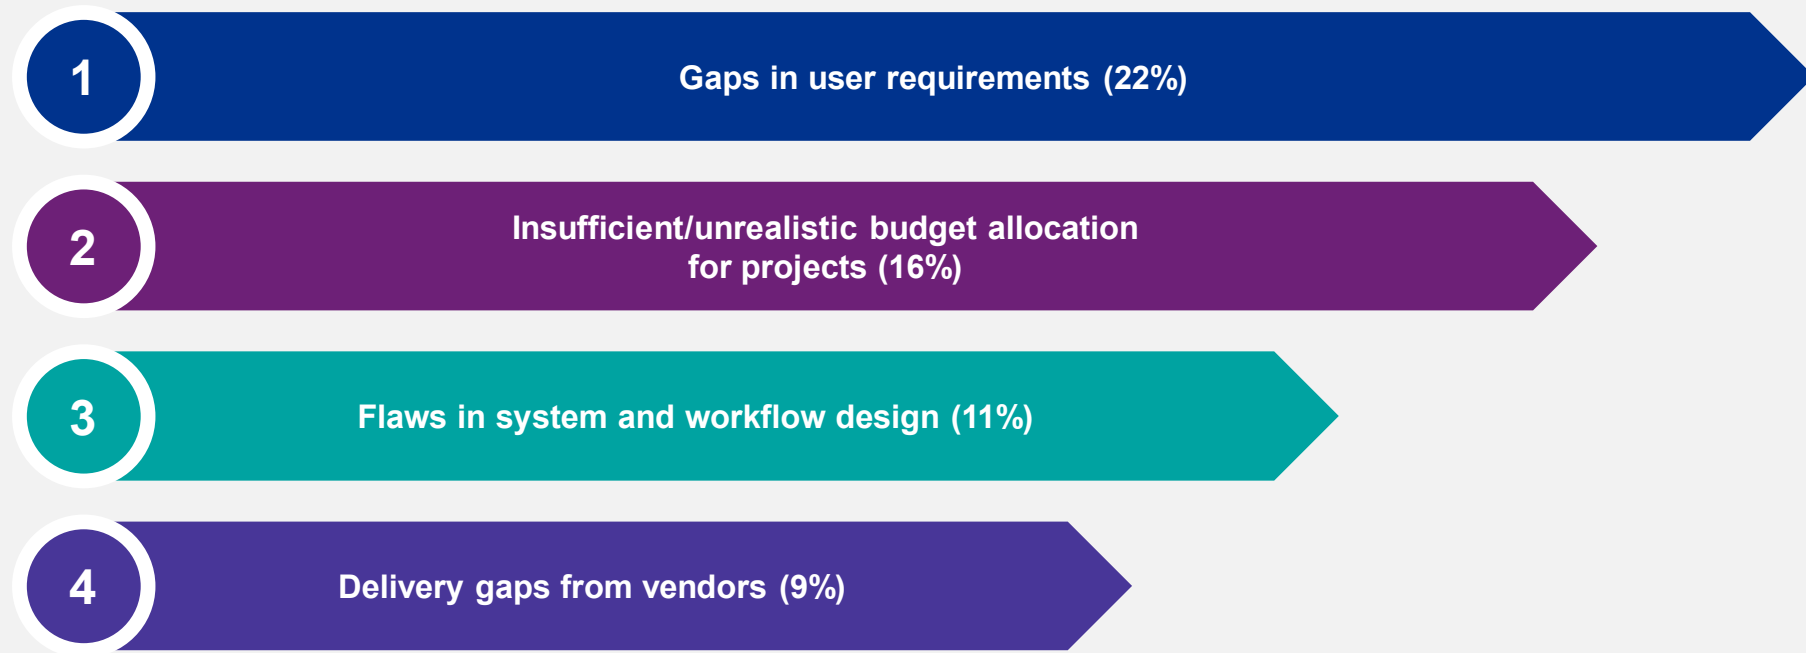 1
Gaps in user requirements (22%)
2
Insufficient/unrealistic budget allocation
for projects (16%)
3
Flaws in system and workflow design (11%)
4
Delivery gaps from vendors (9%)